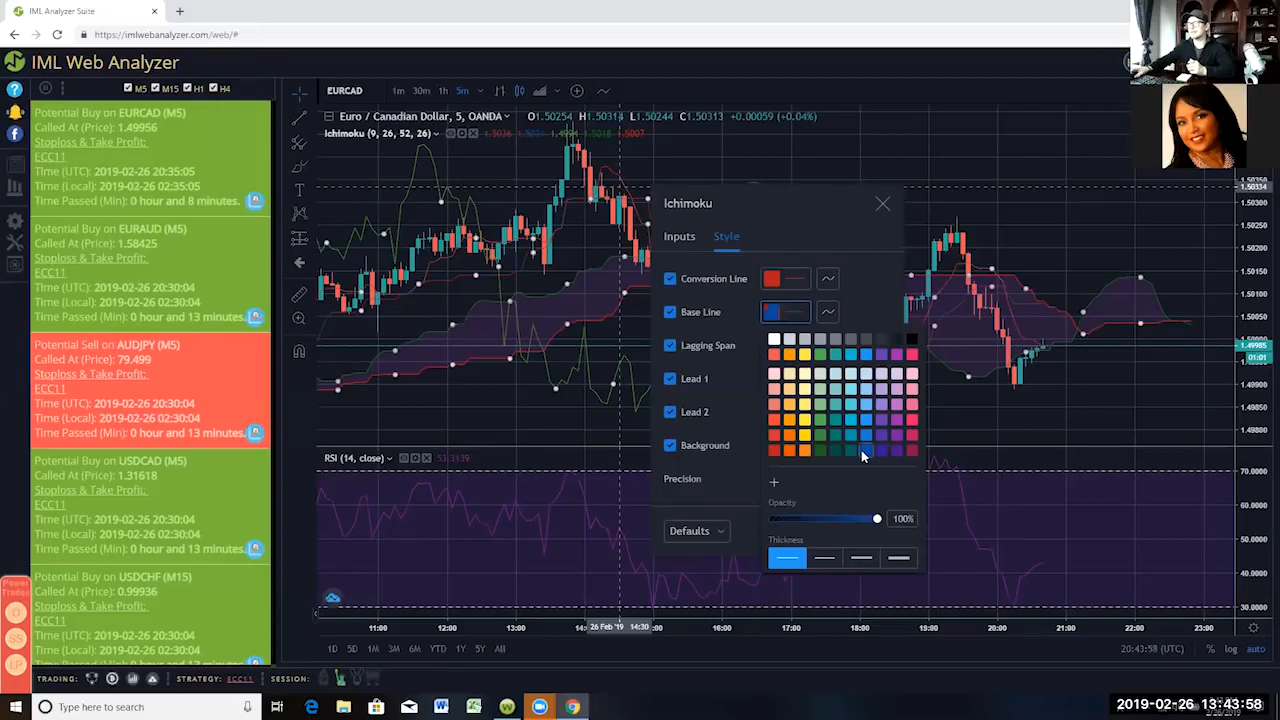 IML Analyzer Suite
https://imlwebanalyzer.com/web/#
IML Web Analyzer
M5 M15 H1 H4
Potential Buy on EURCAD (M5)
Called At (Price): 1.49956
Stoploss & Take Profit:
ECC11
Time (UTC): 2019-02-26 20:35:05
Time (Local): 2019-02-26 02:35:05
Time Passed (Min): 0 hour and 8 minutes.
Potential Buy on EURAUD (M5)
Called At (Price): 1.58425
Stoploss & Take Profit:
ECC11
Time (UTC): 2019-02-26 20:30:04
Time (Local): 2019-02-26 02:30:04
Time Passed (Min): 0 hour and 13 minutes.
Potential Sell on AUDJPY (M5)
Called At (Price): 79.499
Stoploss & Take Profit:
ECC11
Time (UTC): 2019-02-26 20:30:04
Time (Local): 2019-02-26 02:30:04
Time Passed (Min): 0 hour and 13 minutes.
Potential Buy on USDCAD (M5)
Called At (Price): 1.31618
Stoploss & Take Profit:
ECC11
Time (UTC): 2019-02-26 20:30:04
Time (Local): 2019-02-26 02:30:04
Time Passed (Min): 0 hour and 13 minutes.
Potential Buy on USDCHF (M15)
Called At (Price): 0.99936
Stoploss & Take Profit:
ECC11
Time (UTC): 2019-02-26 20:30:04
Time (Local): 2019-02-26 02:30:04
Power Trades
O
SS
LP
EURCAD 1m 30m 1h 5m
Euro / Canadian Dollar, 5, OANDA O1.50254 H1.50314 L1.50244 C1.50313 +0.00059 (+0.04%)
Ichimoku (9, 26, 52, 26)
Ichimoku
Inputs Style
Conversion Line
Base Line
Lagging Span
Lead 1
Lead 2
Background
Precision
Defaults
Opacity
100%
Thickness
1.50334
1.50300
1.50250
1.50200
1.50150
1.50100
1.50050
1.49985
01:01
1.49900
1.49850
1.49800
RSI (14, close) 53.3139
70.0000
60.0000
50.0000
40.0000
30.0000
11:00 12:00 13:00 26 Feb '19 14:30 16:00 17:00 18:00 19:00 20:00 21:00 22:00 23:00
1D 5D 1M 3M 6M YTD 1Y 5Y All
20:43:58 (UTC) % log auto
TRADING: STRATEGY: ECC11 SESSION:
Type here to search
2019-02-26 13:43:58